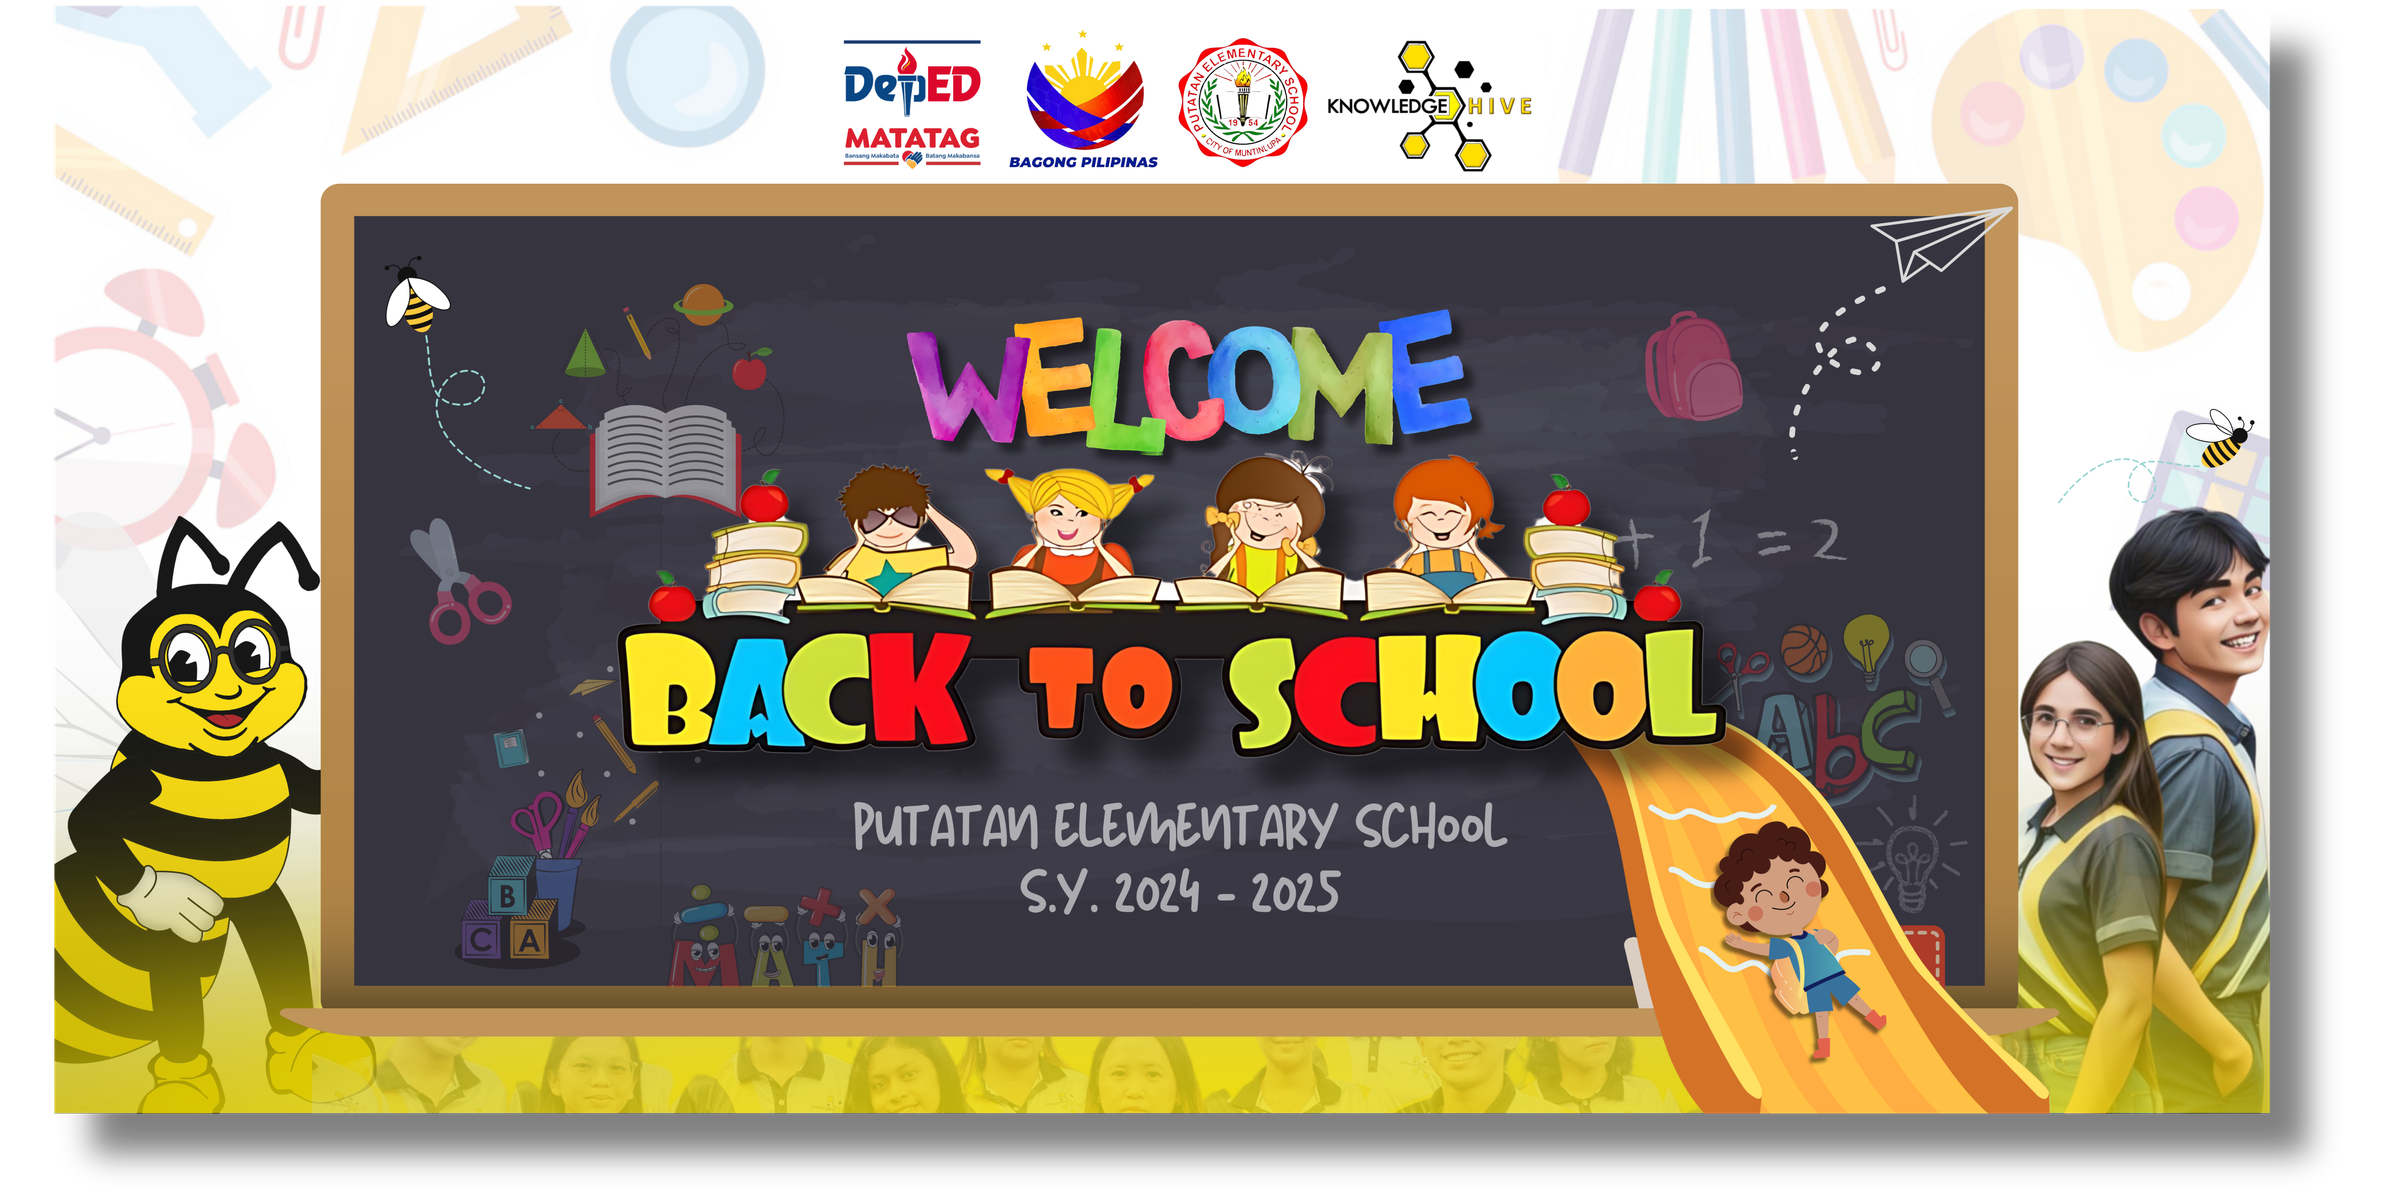 DepED
MATATAG
Bansang Makabata Batang Makabansa
BAGONG PILIPINAS
PUTATAN ELEMENTARY SCHOOL
1954
CITY OF MUNTINLUPA
KNOWLEDGE HIVE
WELCOME
+ 1 = 2
BACK TO SCHOOL
ABC
PUTATAN ELEMENTARY SCHOOL
S.Y. 2024 - 2025
B
C A
MATH